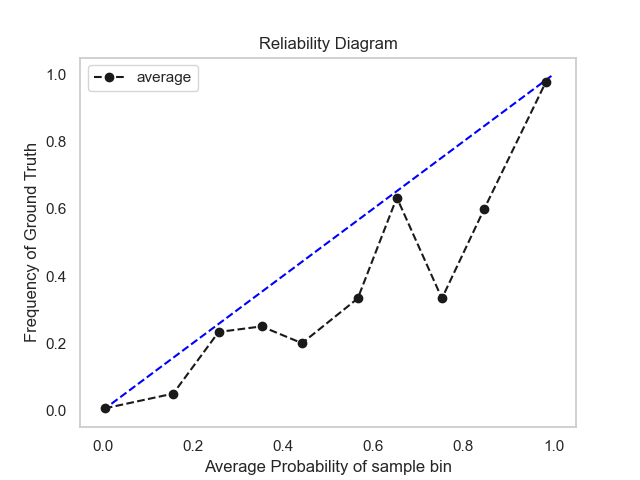 Reliability Diagram
average
Frequency of Ground Truth
1.0
0.8
0.6
0.4
0.2
0.0
0.0 0.2 0.4 0.6 0.8 1.0
Average Probability of sample bin